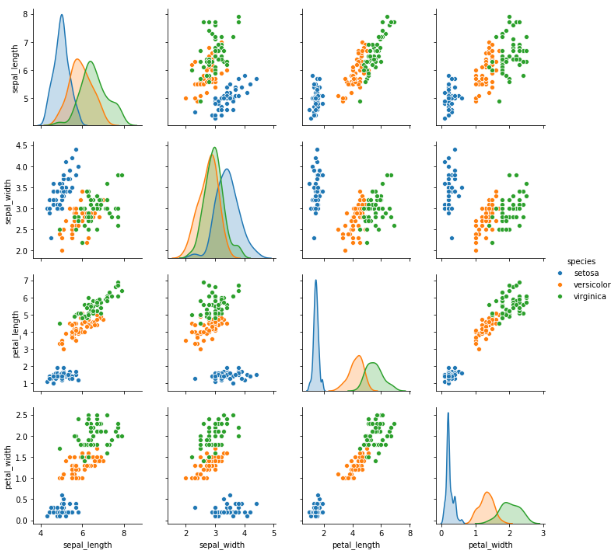 8
7
6
5
sepal_length
4.5
4.0
3.5
3.0
2.5
2.0
sepal_width
species
setosa
versicolor
virginica
7
6
5
4
3
2
1
petal_length
2.5
2.0
1.5
1.0
0.5
0.0
petal_width
4 6 8
sepal_length
2 3 4 5
sepal_width
2 4 6 8
petal_length
0 1 2 3
petal_width